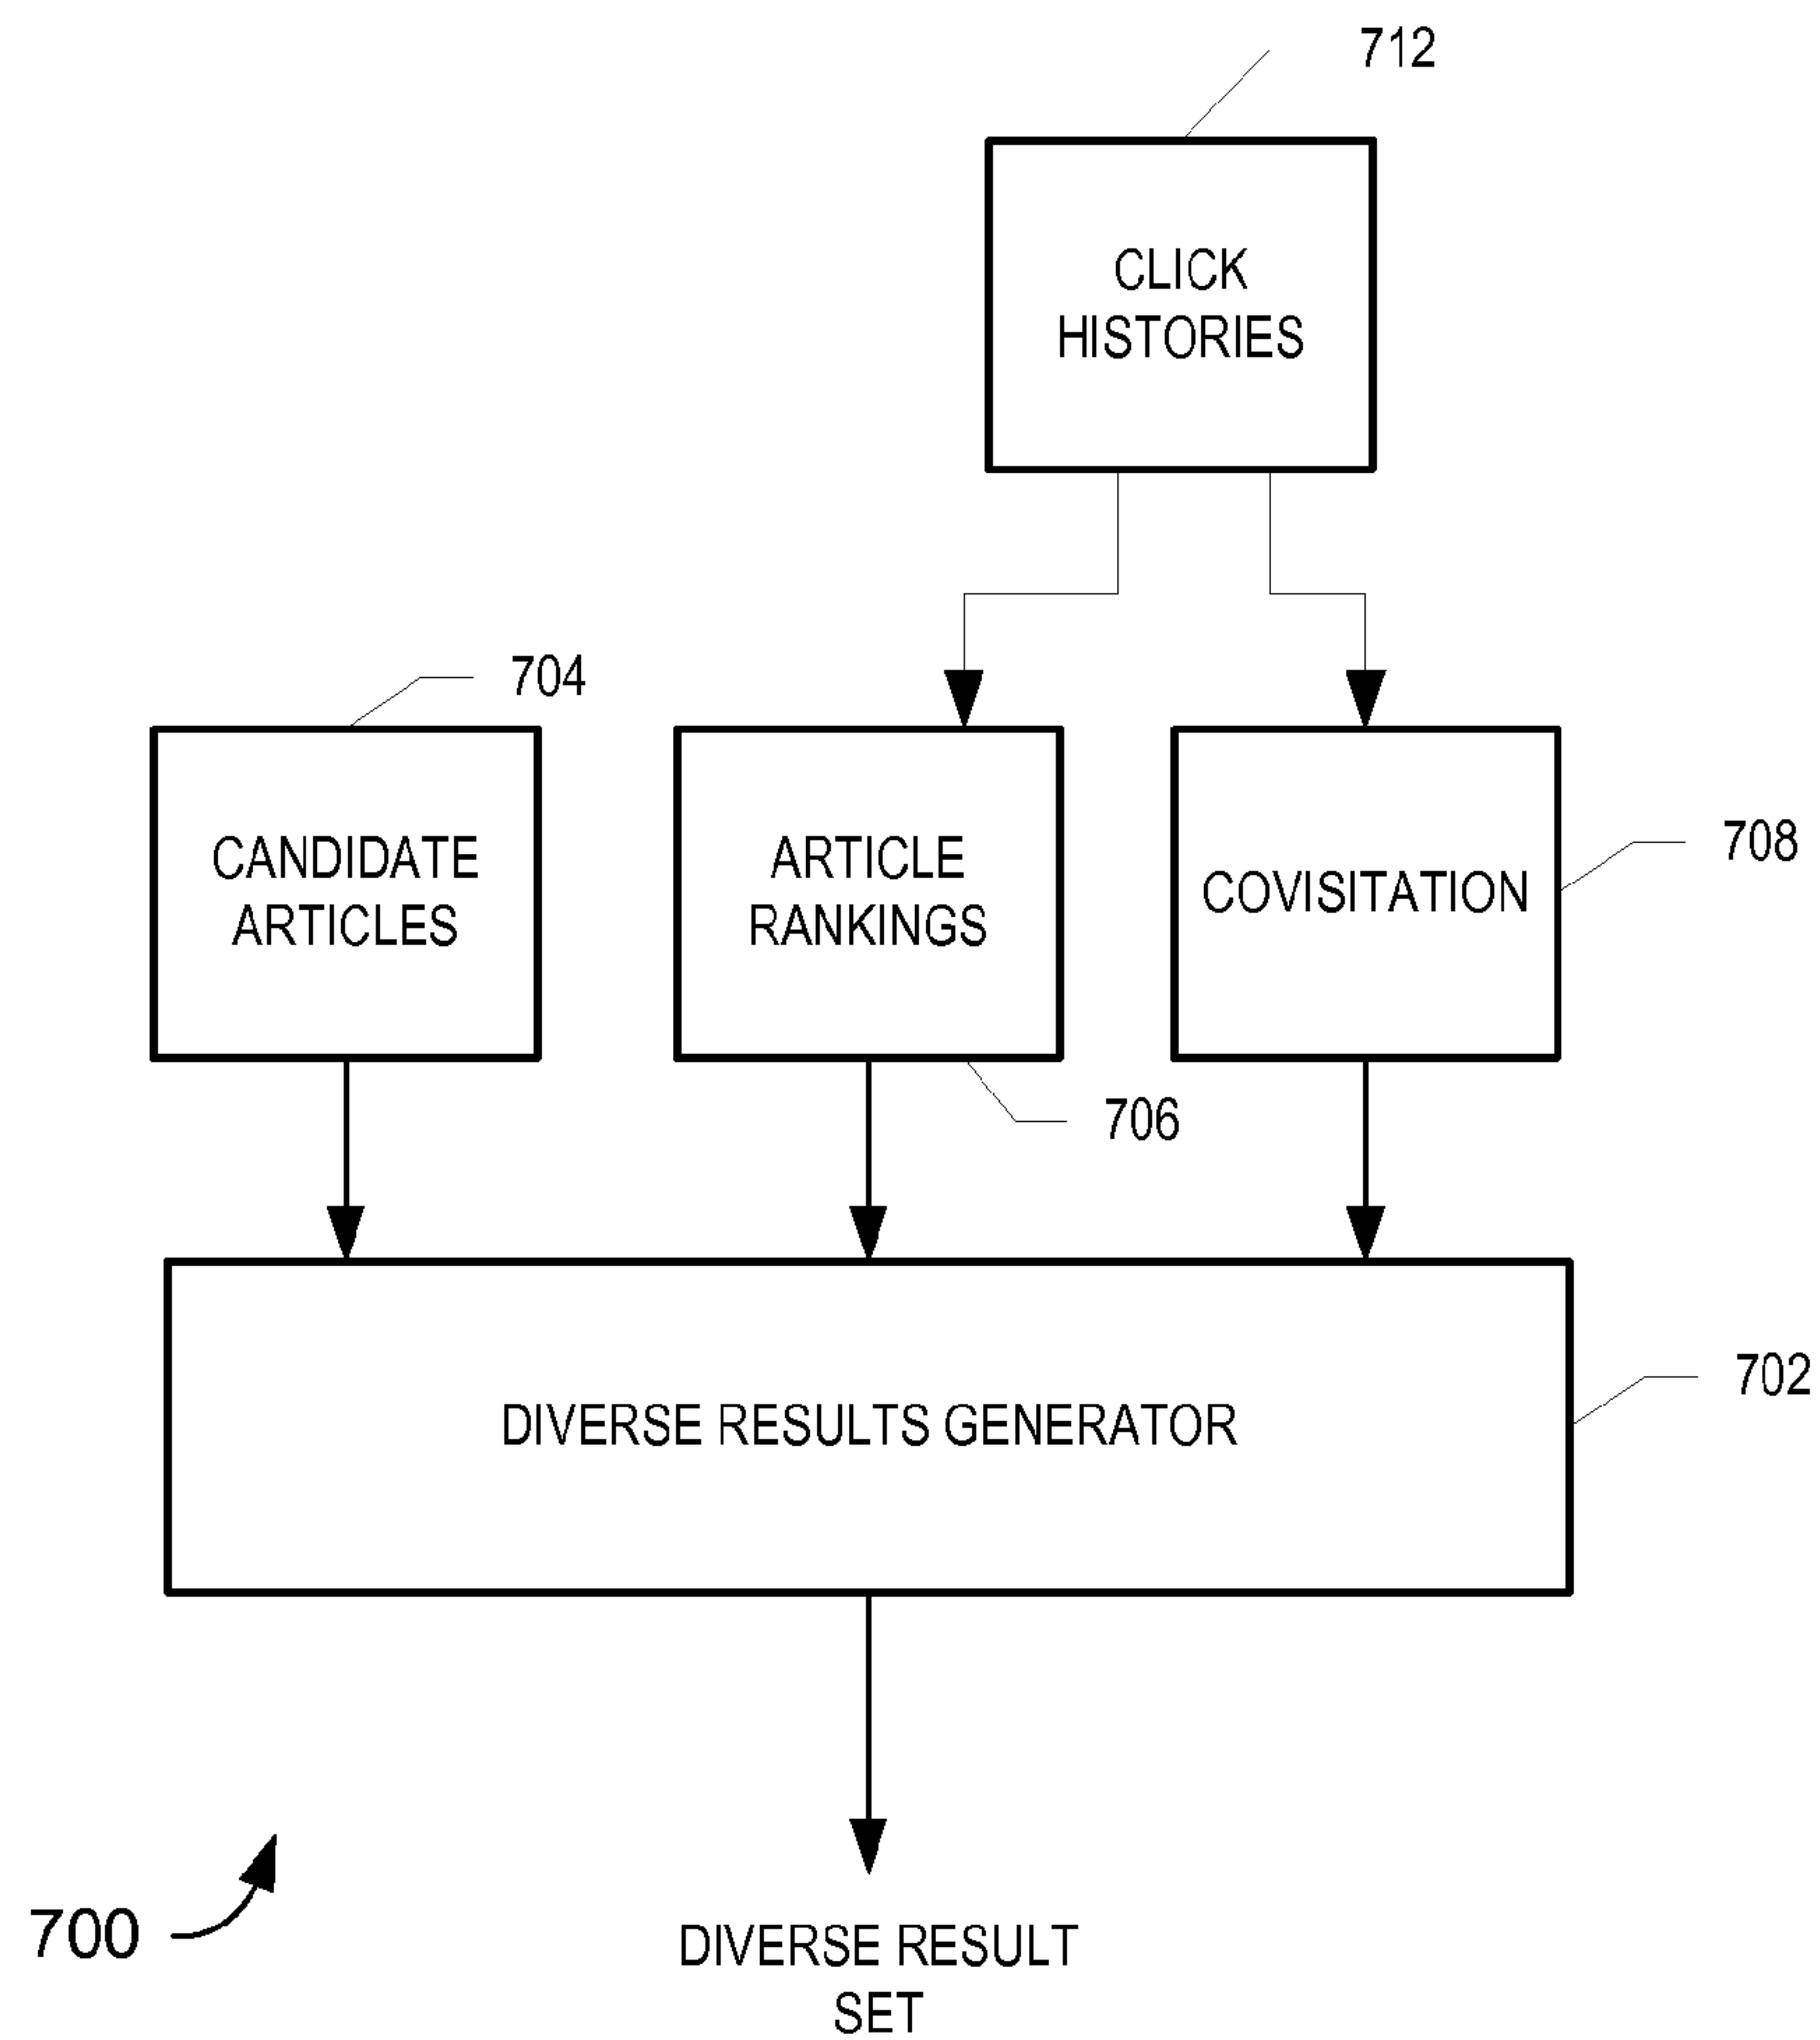 712
CLICK
HISTORIES
704
CANDIDATE
ARTICLES
ARTICLE
RANKINGS
COVISITATION
708
706
DIVERSE RESULTS GENERATOR
702
700
DIVERSE RESULT
SET